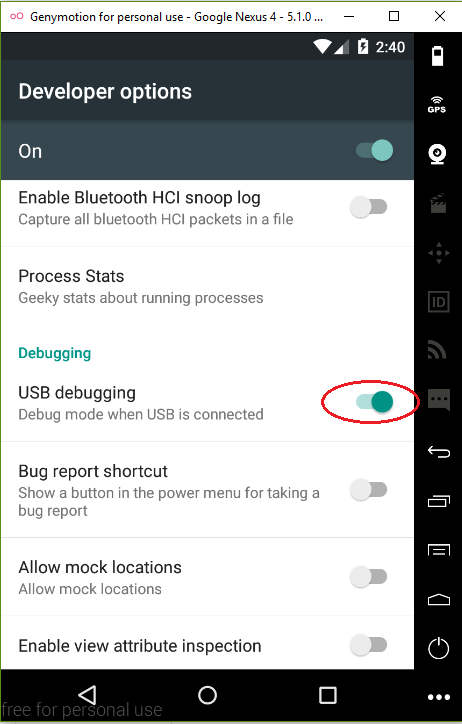 Genymotion for personal use - Google Nexus 4 - 5.1.0 ...
2:40
Developer options
On
Enable Bluetooth HCI snoop log
Capture all bluetooth HCI packets in a file
Process Stats
Geeky stats about running processes
Debugging
USB debugging
Debug mode when USB is connected
Bug report shortcut
Show a button in the power menu for taking a
bug report
Allow mock locations
Allow mock locations
Enable view attribute inspection
free for personal use
GPS
ID